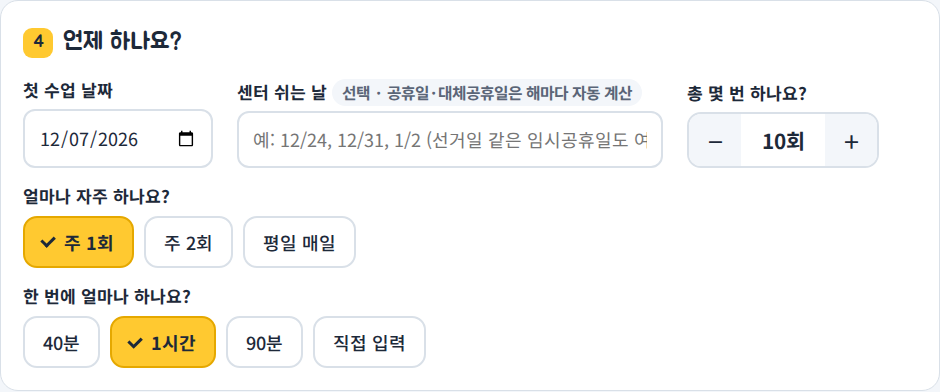 4 언제 하나요?
첫 수업 날짜
센터 쉬는 날 선택 · 공휴일·대체공휴일은 해마다 자동 계산
총 몇 번 하나요?
12/07/2026
예: 12/24, 12/31, 1/2 (선거일 같은 임시공휴일도
− 10회 +
얼마나 자주 하나요?
주 1회 주 2회 평일 매일
한 번에 얼마나 하나요?
40분 1시간 90분 직접 입력